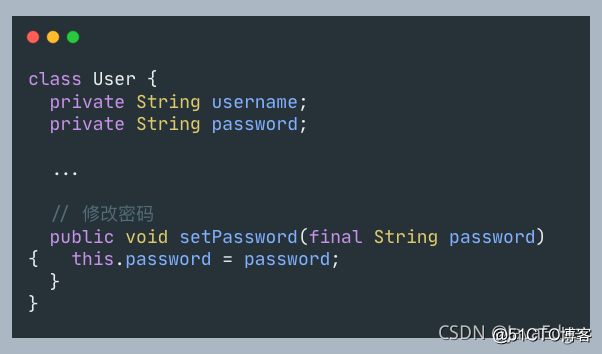 class User {
  private String username;
  private String password;

  ...

  // 修改密码
  public void setPassword(final String password)
{   this.password = password;
  }
}
CSDN
@51CTO博客